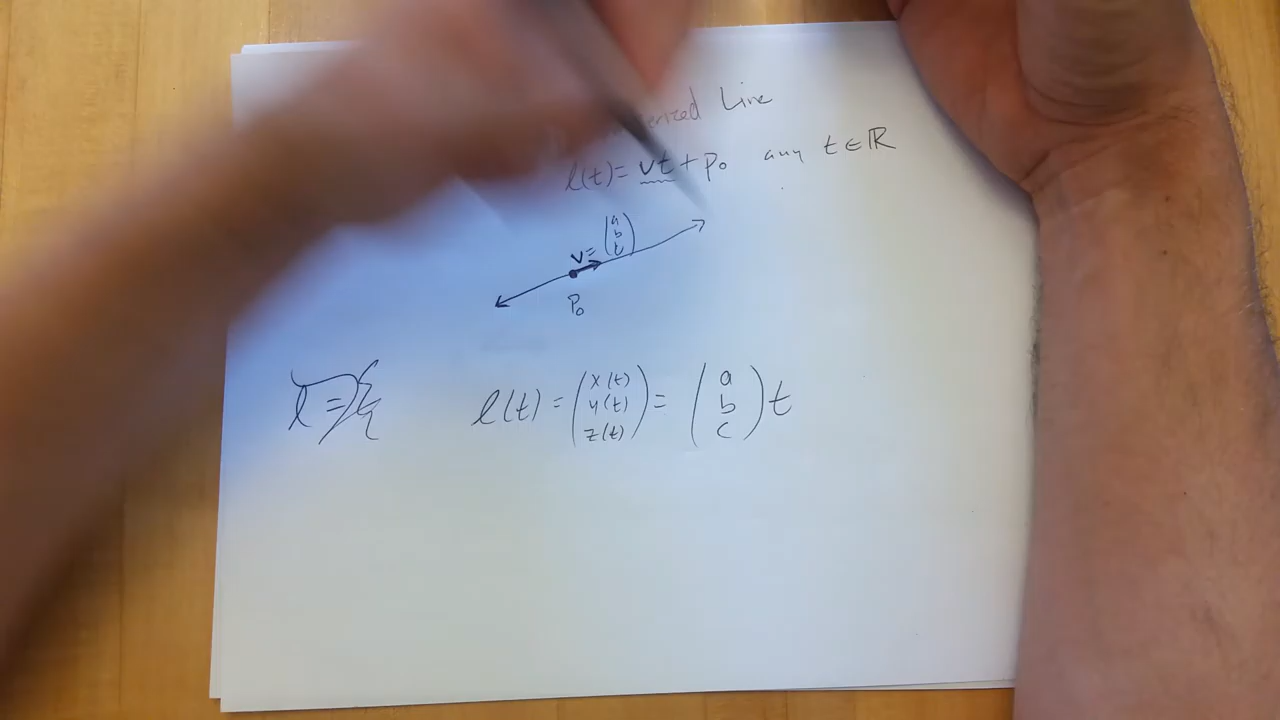 Line
l(t) = vt + p₀ any t ∈ ℝ
v = (a b c)
p₀
l(t) = (x(t) y(t) z(t)) = (a b c) t